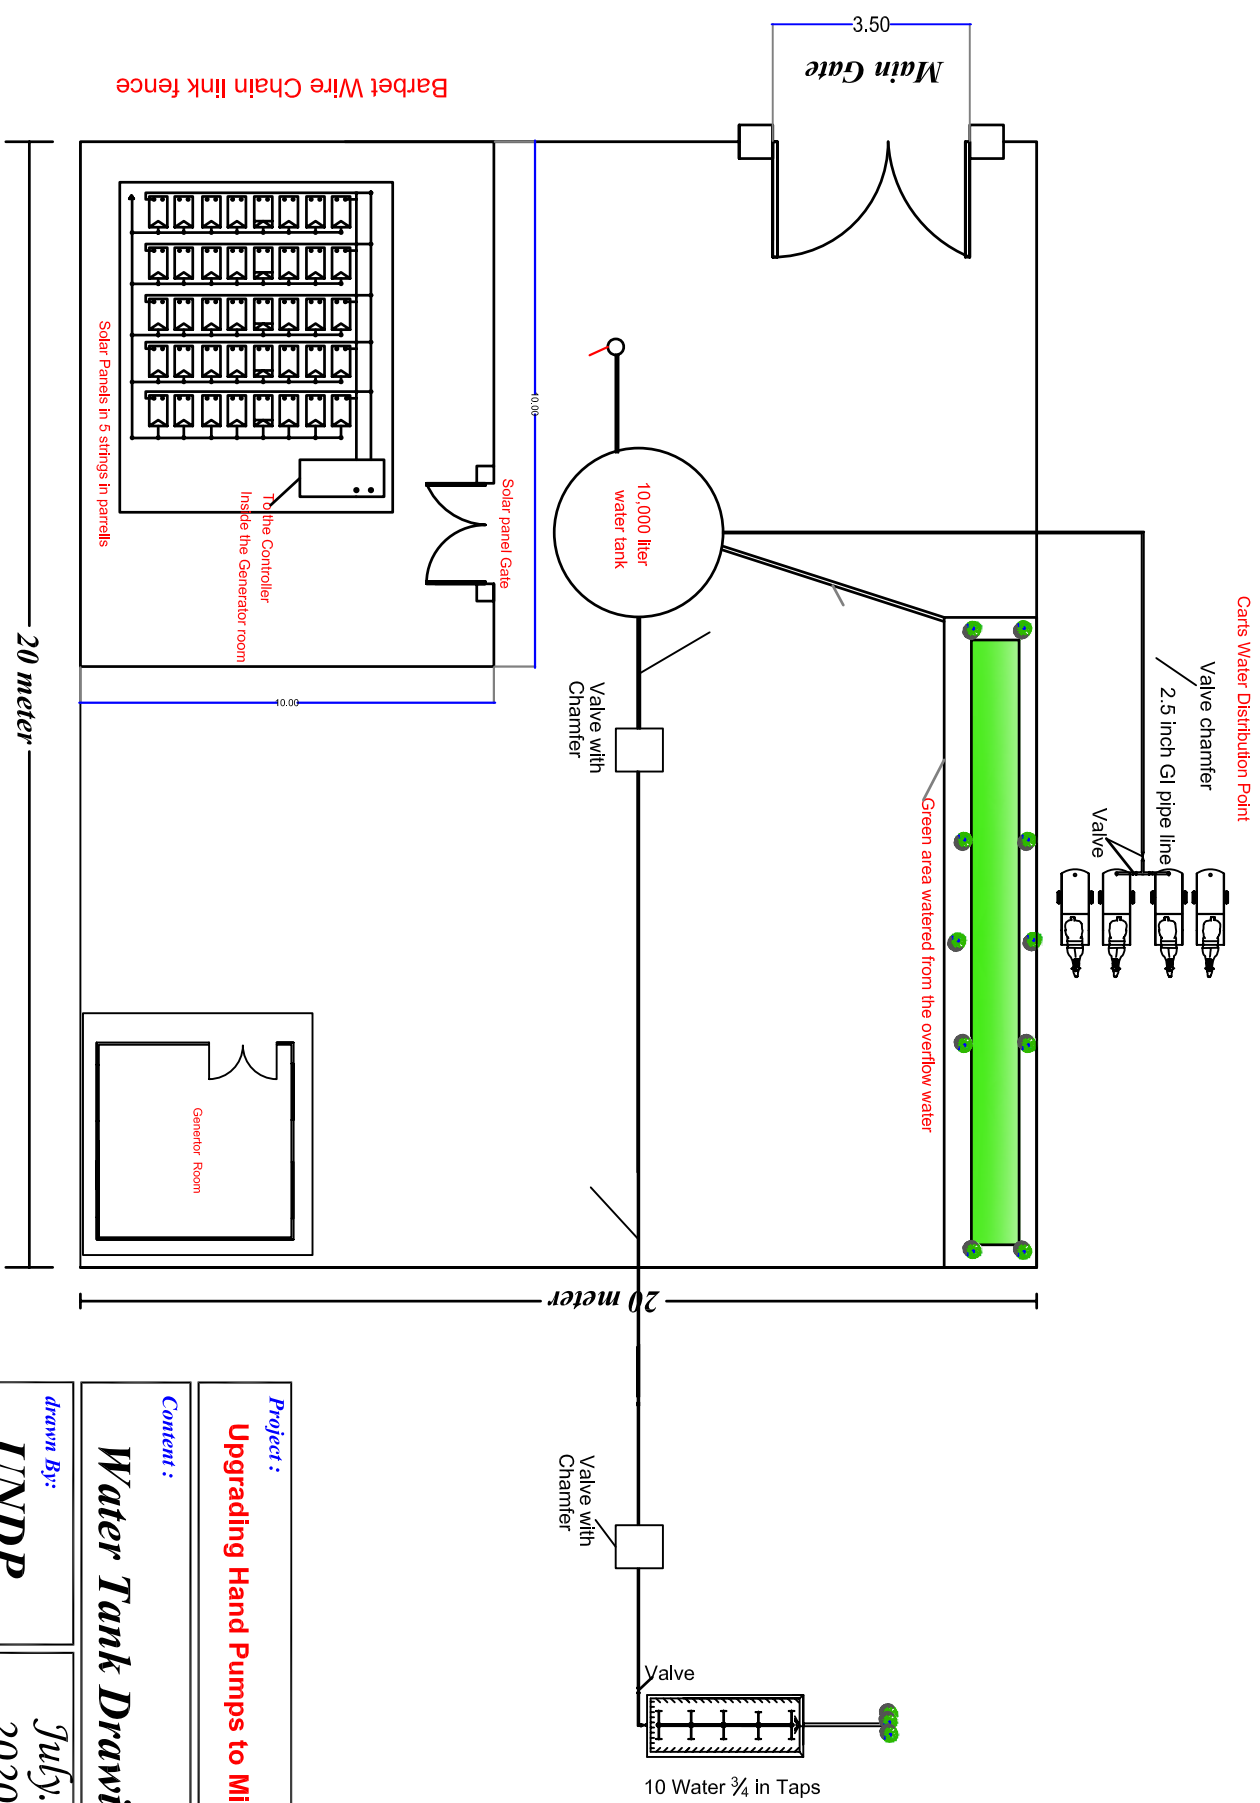 3.50
Main Gate
Barbet Wire Chain link fence
10.00
Solar Panels in 5 strings in parrells
To the Controller
Inside the Generator room
Solar panel Gate
10,000 liter
water tank
Carts Water Distribution Point
Valve chamfer
2.5 inch GI pipe line
Valve
20 meter
10.00
Valve with
Chamfer
Green area watered from the overflow water
Genertor Room
20 meter
Project :
Upgrading Hand Pumps to Mi
Content :
Water Tank Drawi
drawn By:
UNDP
July.
2020
Valve with
Chamfer
Valve
10 Water ¾ in Taps